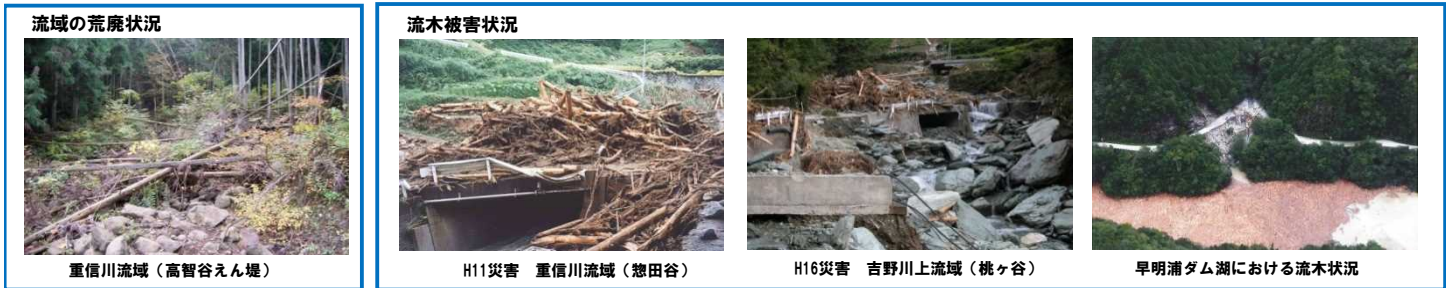 流域の荒廃状況
重信川流域(高智谷えん堤)
流木被害状況
H11災害 重信川流域(惣田谷)
H16災害 吉野川上流域(桃ヶ谷)
早明浦ダム湖における流木状況